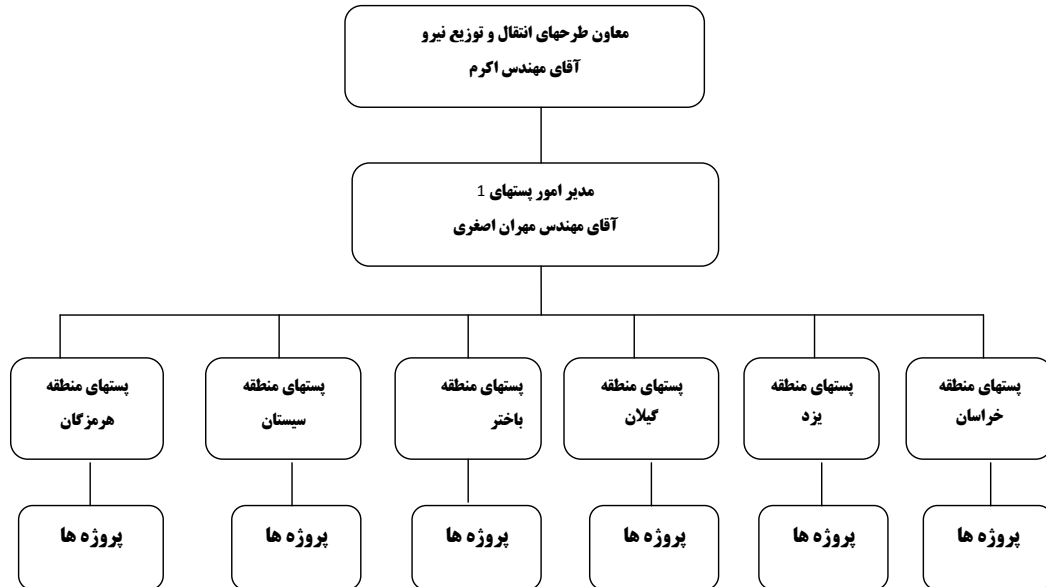 معاون طرحهای انتقال و توزیع نیرو
آقای مهندس اکرم
مدیر امور پستهای 1
آقای مهندس مهران اصغری
پستهای منطقه
خراسان
پستهای منطقه
یزد
پستهای منطقه
گیلان
پستهای منطقه
باختر
پستهای منطقه
سیستان
پستهای منطقه
هرمزگان
پروژه ها
پروژه ها
پروژه ها
پروژه ها
پروژه ها
پروژه ها